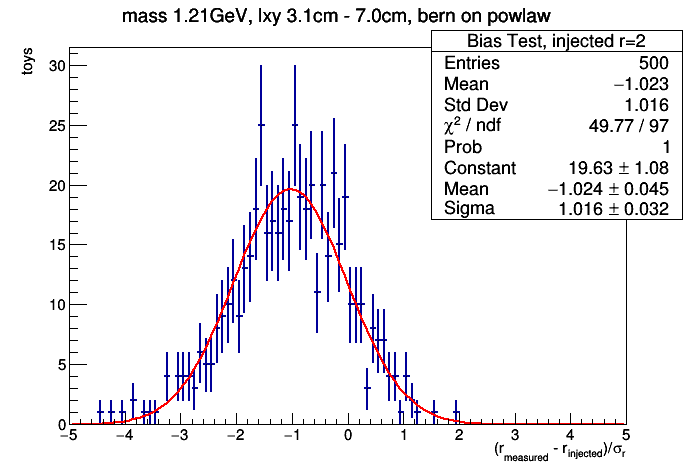 mass 1.21GeV, lxy 3.1cm - 7.0cm, bern on powlaw
Bias Test, injected r=2
Entries 500
Mean −1.023
Std Dev 1.016
χ² / ndf 49.77 / 97
Prob 1
Constant 19.63 ± 1.08
Mean −1.024 ± 0.045
Sigma 1.016 ± 0.032
toys
30
25
20
15
10
5
0
−5 −4 −3 −2 −1 0 1 2 3 4 5
(r_measured - r_injected)/σ_r